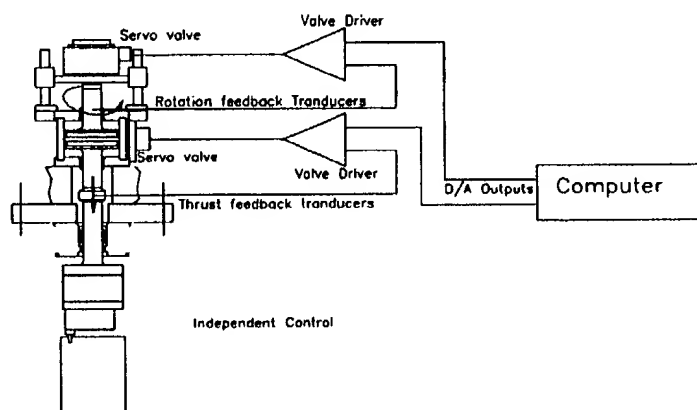 Valve Driver
Servo valve
Rotation feedback Tranducers
Servo valve
Valve Driver
D/A Outputs
Computer
Thrust feedback tranducers
Independent Control